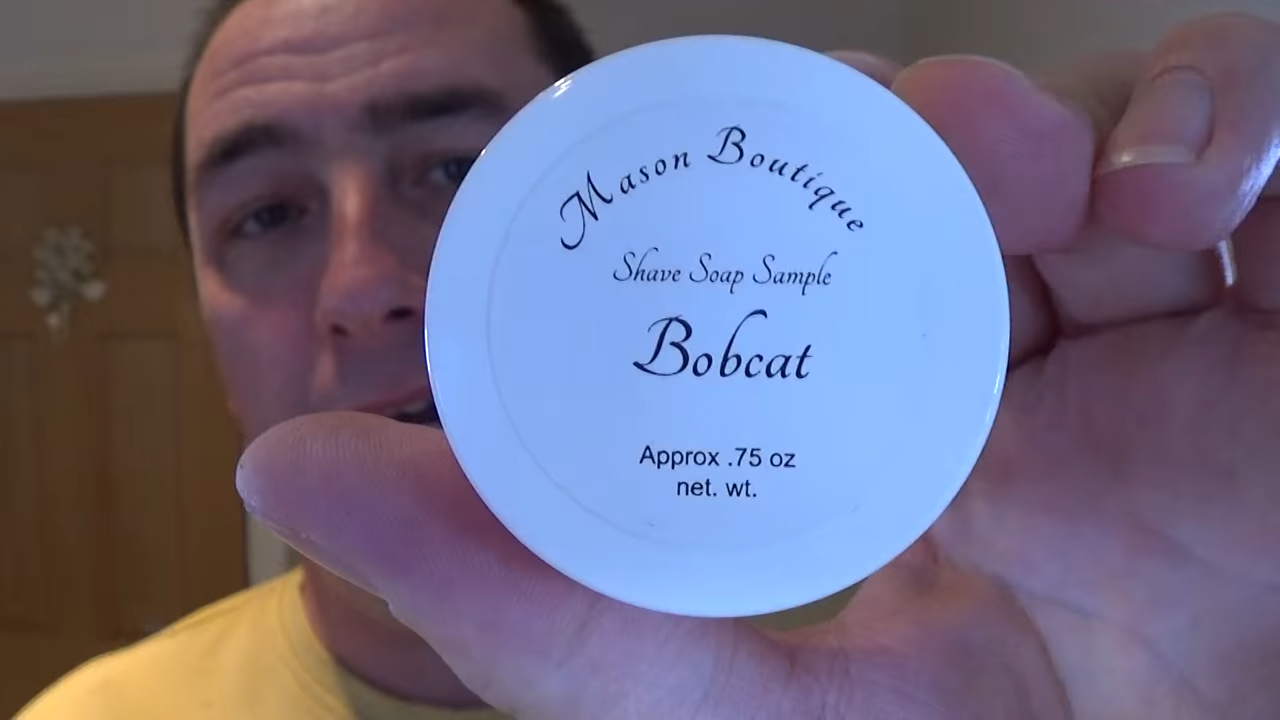 Mason Boutique
Shave Soap Sample
Bobcat
Approx .75 oz
net. wt.